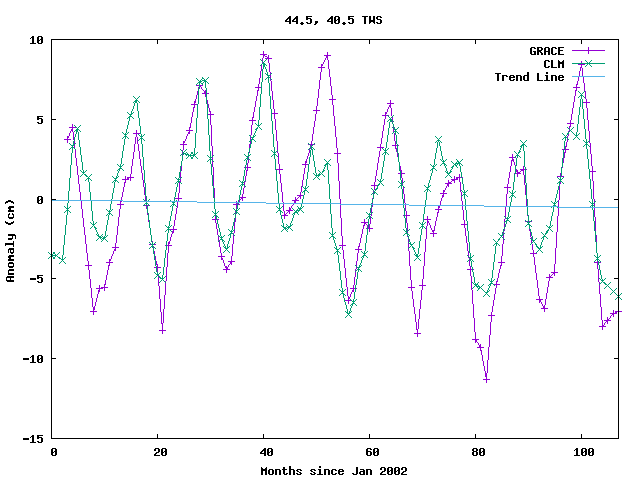 44.5, 40.5 TWS
GRACE
CLM
Trend Line
10
5
0
-5
-10
-15
Anomaly (cm)
0 20 40 60 80 100
Months since Jan 2002